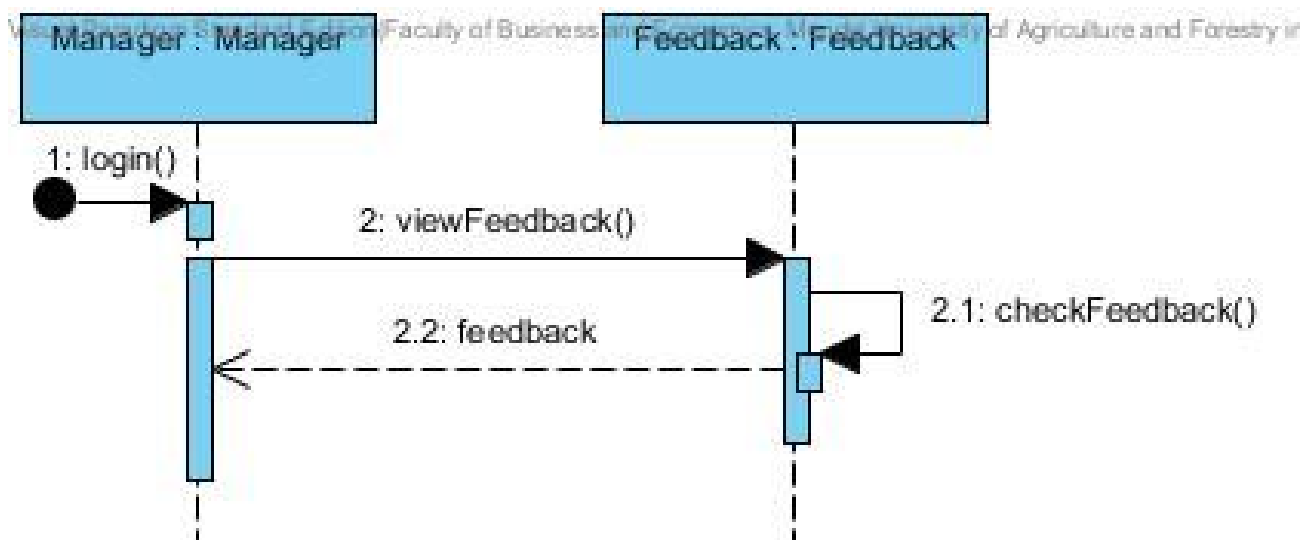 Faculty of Business
of Agriculture and Forestry in
Manager : Manager
Feedback : Feedback
1: login()
2: viewFeedback()
2.1: checkFeedback()
2.2: feedback